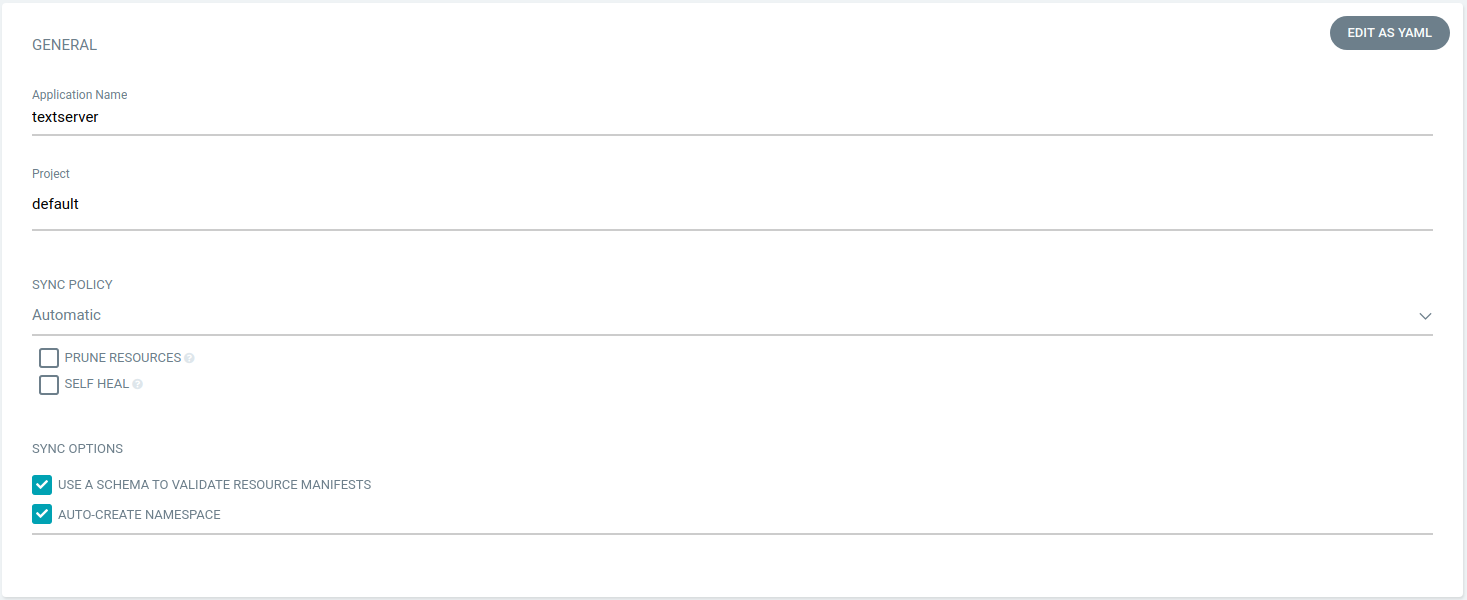 GENERAL
EDIT AS YAML
Application Name
textserver
Project
default
SYNC POLICY
Automatic
PRUNE RESOURCES ?
SELF HEAL ?
SYNC OPTIONS
USE A SCHEMA TO VALIDATE RESOURCE MANIFESTS
AUTO-CREATE NAMESPACE